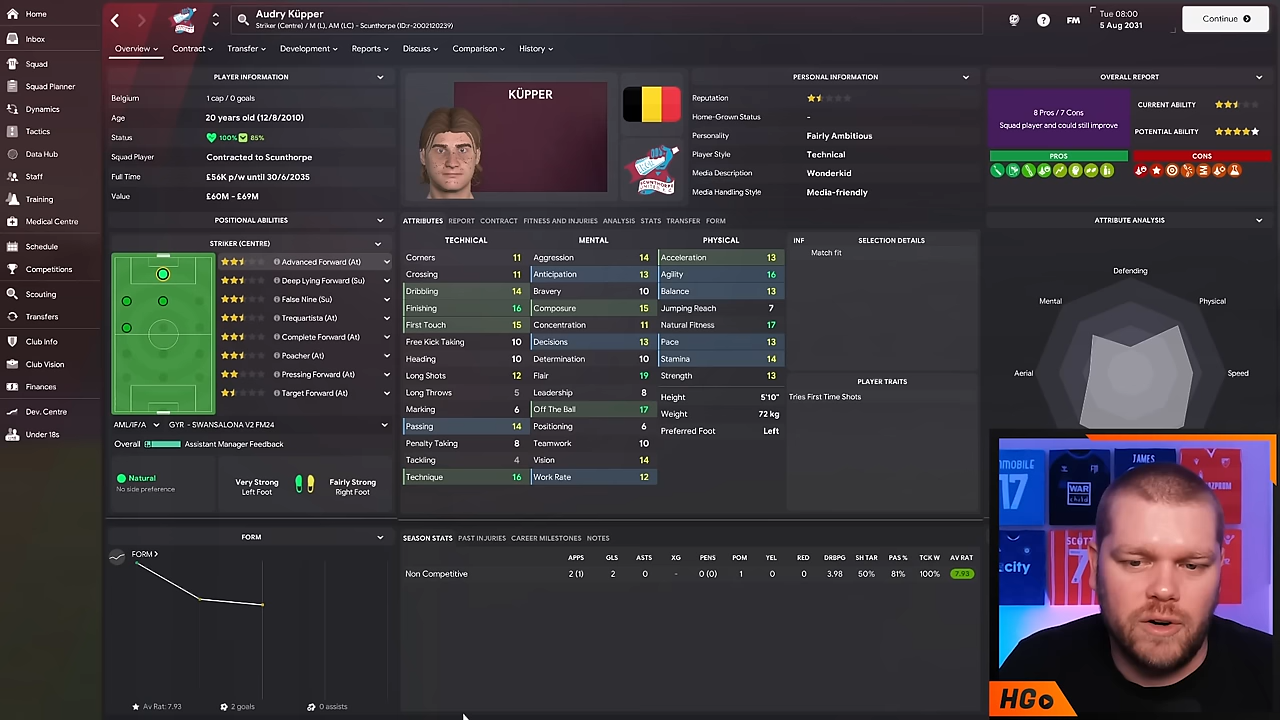 Home
Inbox
Squad
Squad Planner
Dynamics
Tactics
Data Hub
Staff
Training
Medical Centre
Schedule
Competitions
Scouting
Transfers
Club Info
Club Vision
Finances
Dev. Centre
Under 18s
Audry Küpper
Striker (Centre) / M (L), AM (LC) - Scunthorpe (ID:r-2002120239)
FM
Tue 08:00
5 Aug 2031
Continue
Overview
Contract
Transfer
Development
Reports
Discuss
Comparison
History
PLAYER INFORMATION
Belgium 1 cap / 0 goals
Age 20 years old (12/8/2010)
Status 100% 85%
Squad Player Contracted to Scunthorpe
Full Time £56K p/w until 30/6/2035
Value £60M - £69M
POSITIONAL ABILITIES
STRIKER (CENTRE)
Advanced Forward (At)
Deep Lying Forward (Su)
False Nine (Su)
Trequartista (At)
Complete Forward (At)
Poacher (At)
Pressing Forward (At)
Target Forward (At)
AML/IF/A GYR - SWANSALONA V2 FM24
Overall Assistant Manager Feedback
Natural
No side preference
Very Strong
Left Foot
Fairly Strong
Right Foot
FORM
FORM >
Av Rat: 7.93 2 goals 0 assists
KÜPPER
SCUNTHORPE
UNITED FC
PERSONAL INFORMATION
Reputation
Home-Grown Status -
Personality Fairly Ambitious
Player Style Technical
Media Description Wonderkid
Media Handling Style Media-friendly
ATTRIBUTES REPORT CONTRACT FITNESS AND INJURIES ANALYSIS STATS TRANSFER FORM
TECHNICAL
Corners 11
Crossing 11
Dribbling 14
Finishing 16
First Touch 15
Free Kick Taking 10
Heading 10
Long Shots 12
Long Throws 5
Marking 6
Passing 14
Penalty Taking 8
Tackling 4
Technique 16
MENTAL
Aggression 14
Anticipation 13
Bravery 10
Composure 15
Concentration 11
Decisions 13
Determination 10
Flair 19
Leadership 8
Off The Ball 17
Positioning 6
Teamwork 10
Vision 14
Work Rate 12
PHYSICAL
Acceleration 13
Agility 16
Balance 13
Jumping Reach 7
Natural Fitness 17
Pace 13
Stamina 14
Strength 13
Height 5'10"
Weight 72 kg
Preferred Foot Left
INF SELECTION DETAILS
Match fit
PLAYER TRAITS
Tries First Time Shots
SEASON STATS PAST INJURIES CAREER MILESTONES NOTES
APPS GLS ASTS XG PENS POM YEL RED DRBPG SH TAR PAS % TCK W AV RAT
Non Competitive 2 (1) 2 0 - 0 (0) 1 0 0 3.98 50% 81% 100% 7.93
OVERALL REPORT
8 Pros / 7 Cons
Squad player and could still improve
CURRENT ABILITY
POTENTIAL ABILITY
PROS
CONS
ATTRIBUTE ANALYSIS
Defending
Physical
Speed
Aerial
Mental
17
WAR
JAMES
city
HG